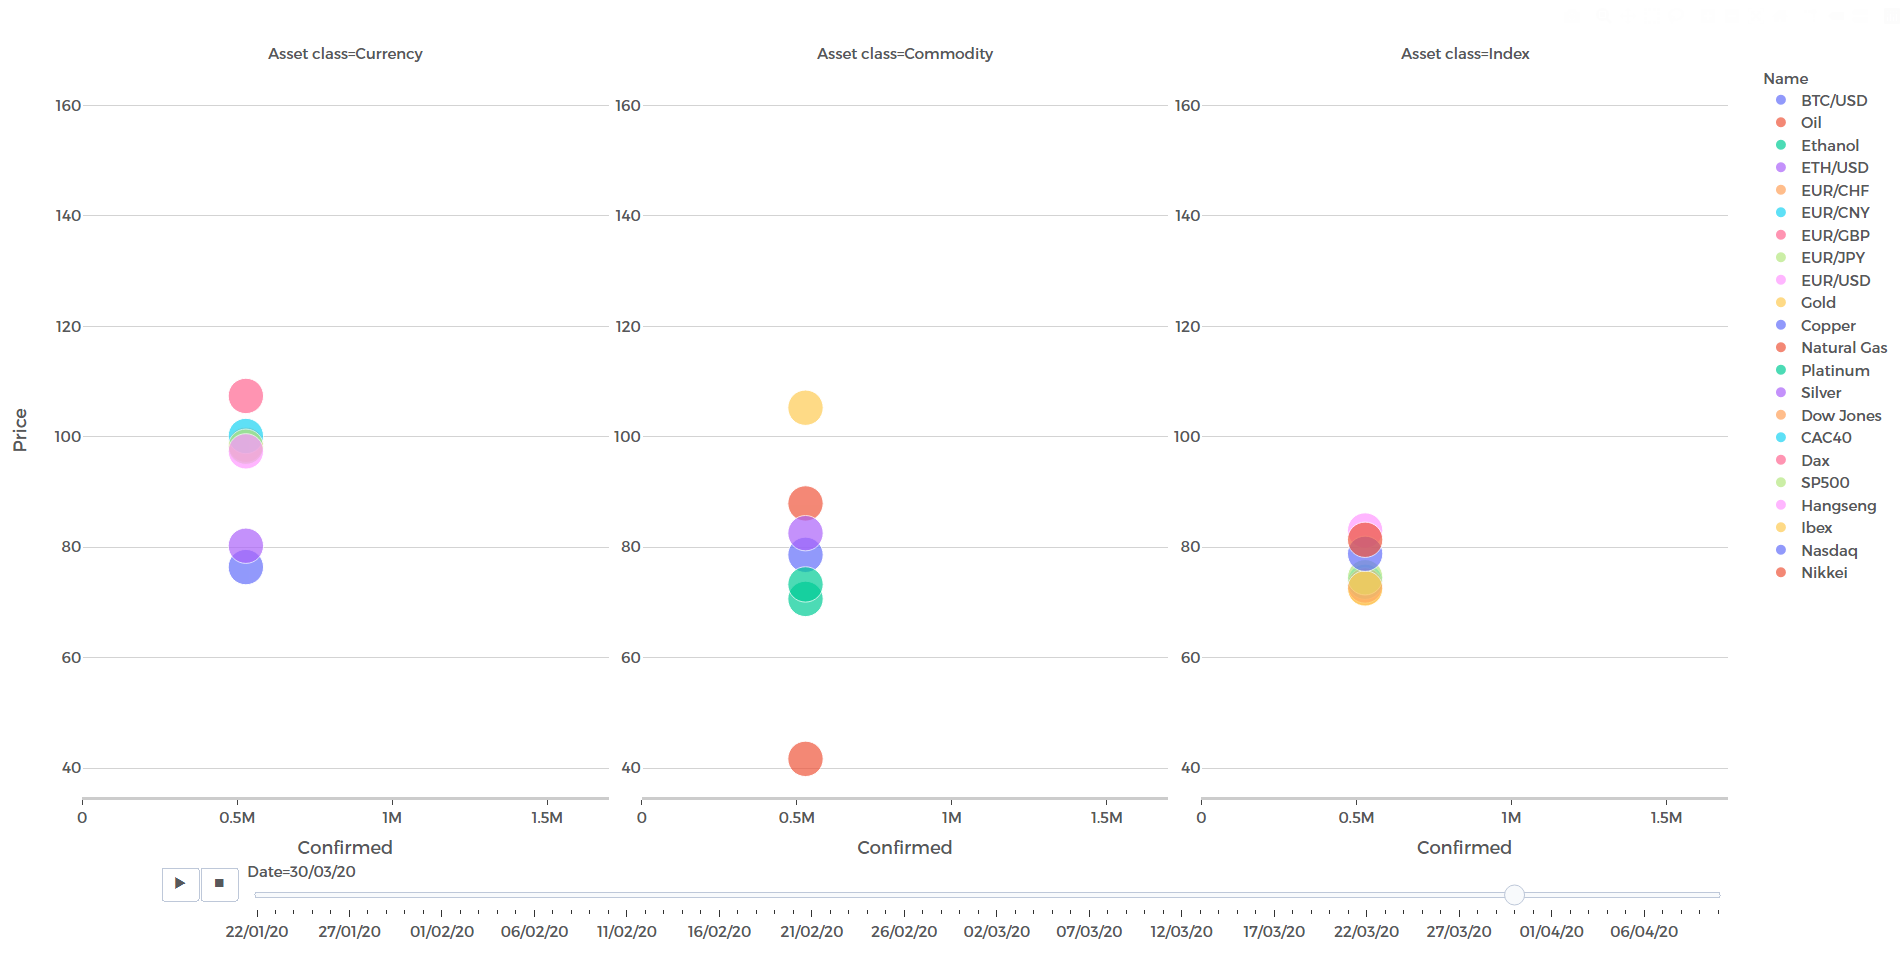 Asset class=Currency
Asset class=Commodity
Asset class=Index
Price
160
140
120
100
80
60
40
0 0.5M 1M 1.5M
Confirmed
160
140
120
100
80
60
40
0 0.5M 1M 1.5M
Confirmed
160
140
120
100
80
60
40
0 0.5M 1M 1.5M
Confirmed
Name
BTC/USD
Oil
Ethanol
ETH/USD
EUR/CHF
EUR/CNY
EUR/GBP
EUR/JPY
EUR/USD
Gold
Copper
Natural Gas
Platinum
Silver
Dow Jones
CAC40
Dax
SP500
Hangseng
Ibex
Nasdaq
Nikkei
Date=30/03/20
22/01/20 27/01/20 01/02/20 06/02/20 11/02/20 16/02/20 21/02/20 26/02/20 02/03/20 07/03/20 12/03/20 17/03/20 22/03/20 27/03/20 01/04/20 06/04/20